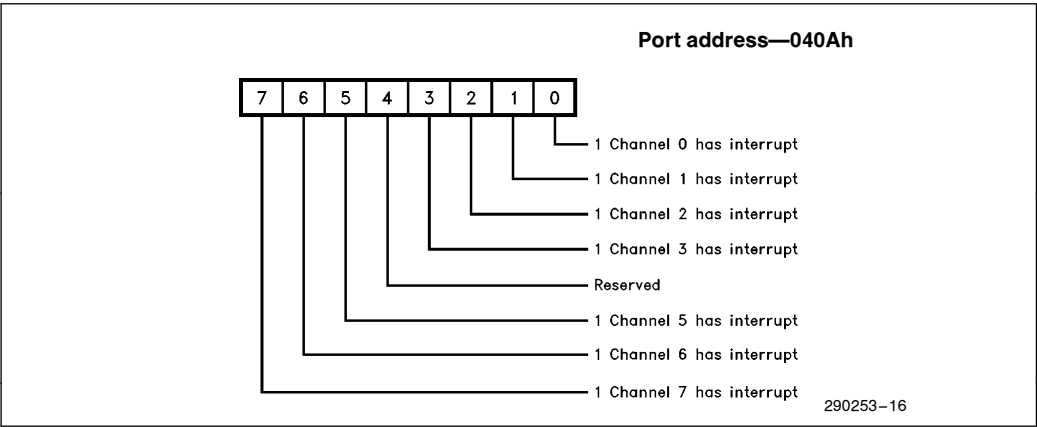 Port address—040Ah
7 6 5 4 3 2 1 0
1 Channel 0 has interrupt
1 Channel 1 has interrupt
1 Channel 2 has interrupt
1 Channel 3 has interrupt
Reserved
1 Channel 5 has interrupt
1 Channel 6 has interrupt
1 Channel 7 has interrupt
290253–16